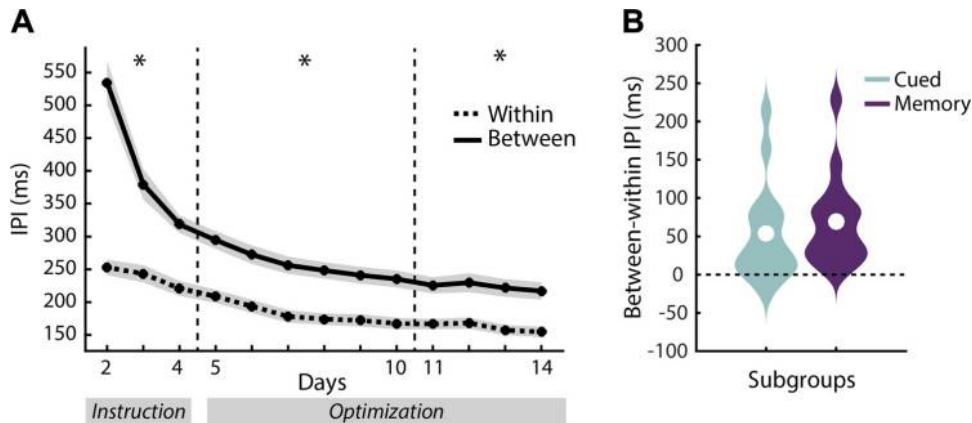 A
IPI (ms)
550
500
450
400
350
300
250
200
150
* * *
Within
Between
2 4 5 10 11 14
Days
Instruction Optimization
B
Between-within IPI (ms)
300
250
200
150
100
50
0
-50
-100
Cued
Memory
Subgroups